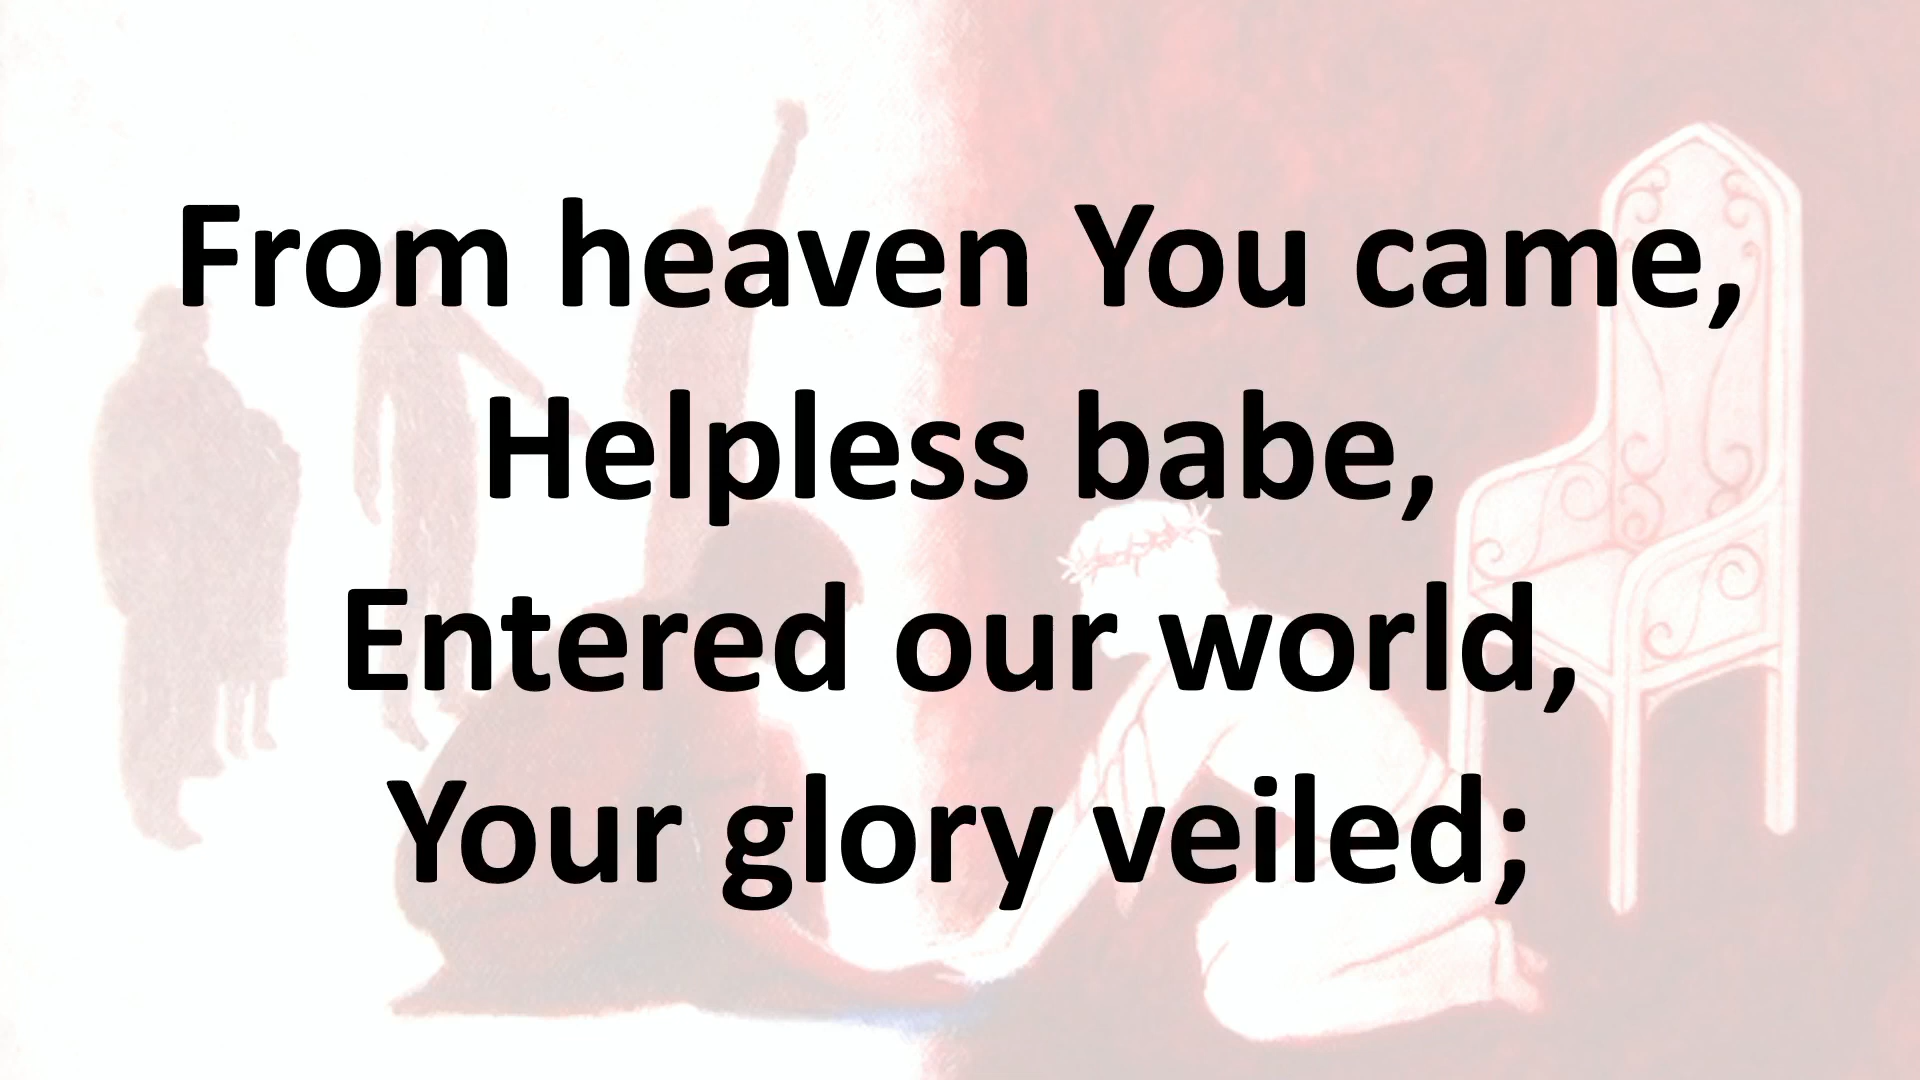 From heaven You came,
Helpless babe,
Entered our world,
Your glory veiled;